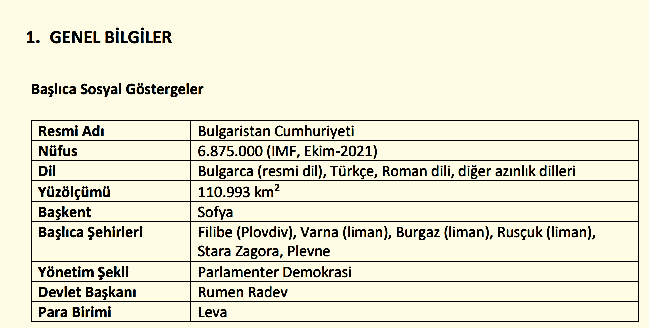 1. GENEL BİLGİLER
Başlıca Sosyal Göstergeler
Resmi Adı Bulgaristan Cumhuriyeti
Nüfus 6.875.000 (IMF, Ekim-2021)
Dil Bulgarca (resmi dil), Türkçe, Roman dili, diğer azınlık dilleri
Yüzölçümü 110.993 km²
Başkent Sofya
Başlıca Şehirleri Filibe (Plovdiv), Varna (liman), Burgaz (liman), Rusçuk (liman),
Stara Zagora, Plevne
Yönetim Şekli Parlamenter Demokrasi
Devlet Başkanı Rumen Radev
Para Birimi Leva